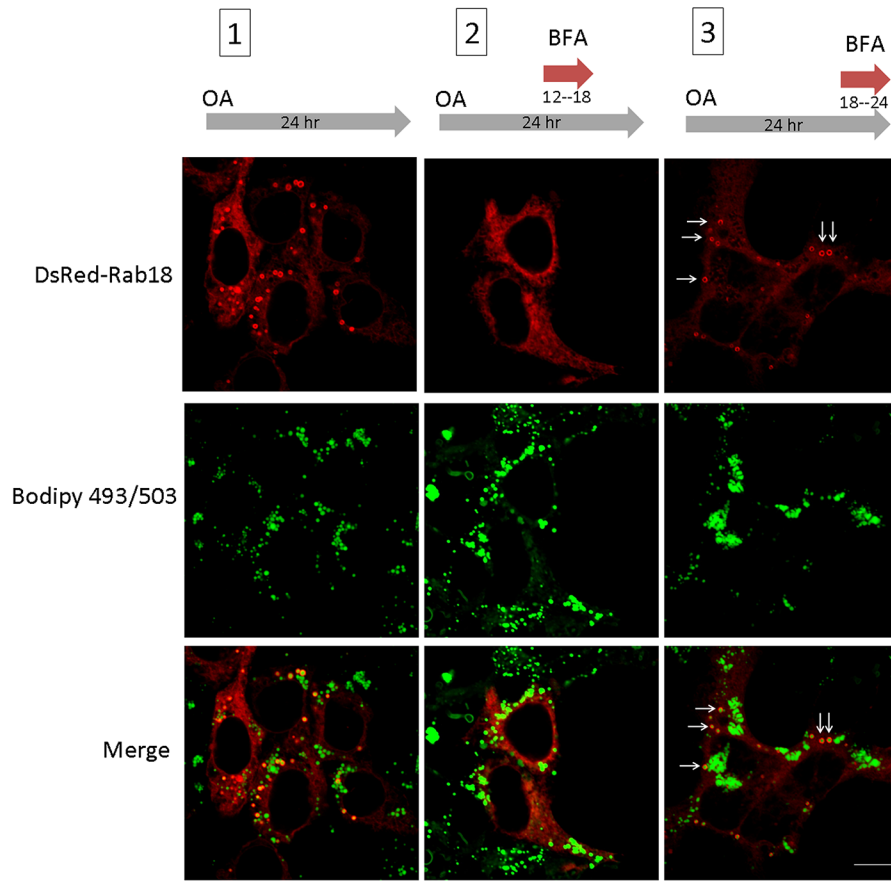 1
2
3
BFA
BFA
12--18
18--24
OA
OA
OA
24 hr
24 hr
24 hr
DsRed-Rab18
Bodipy 493/503
Merge